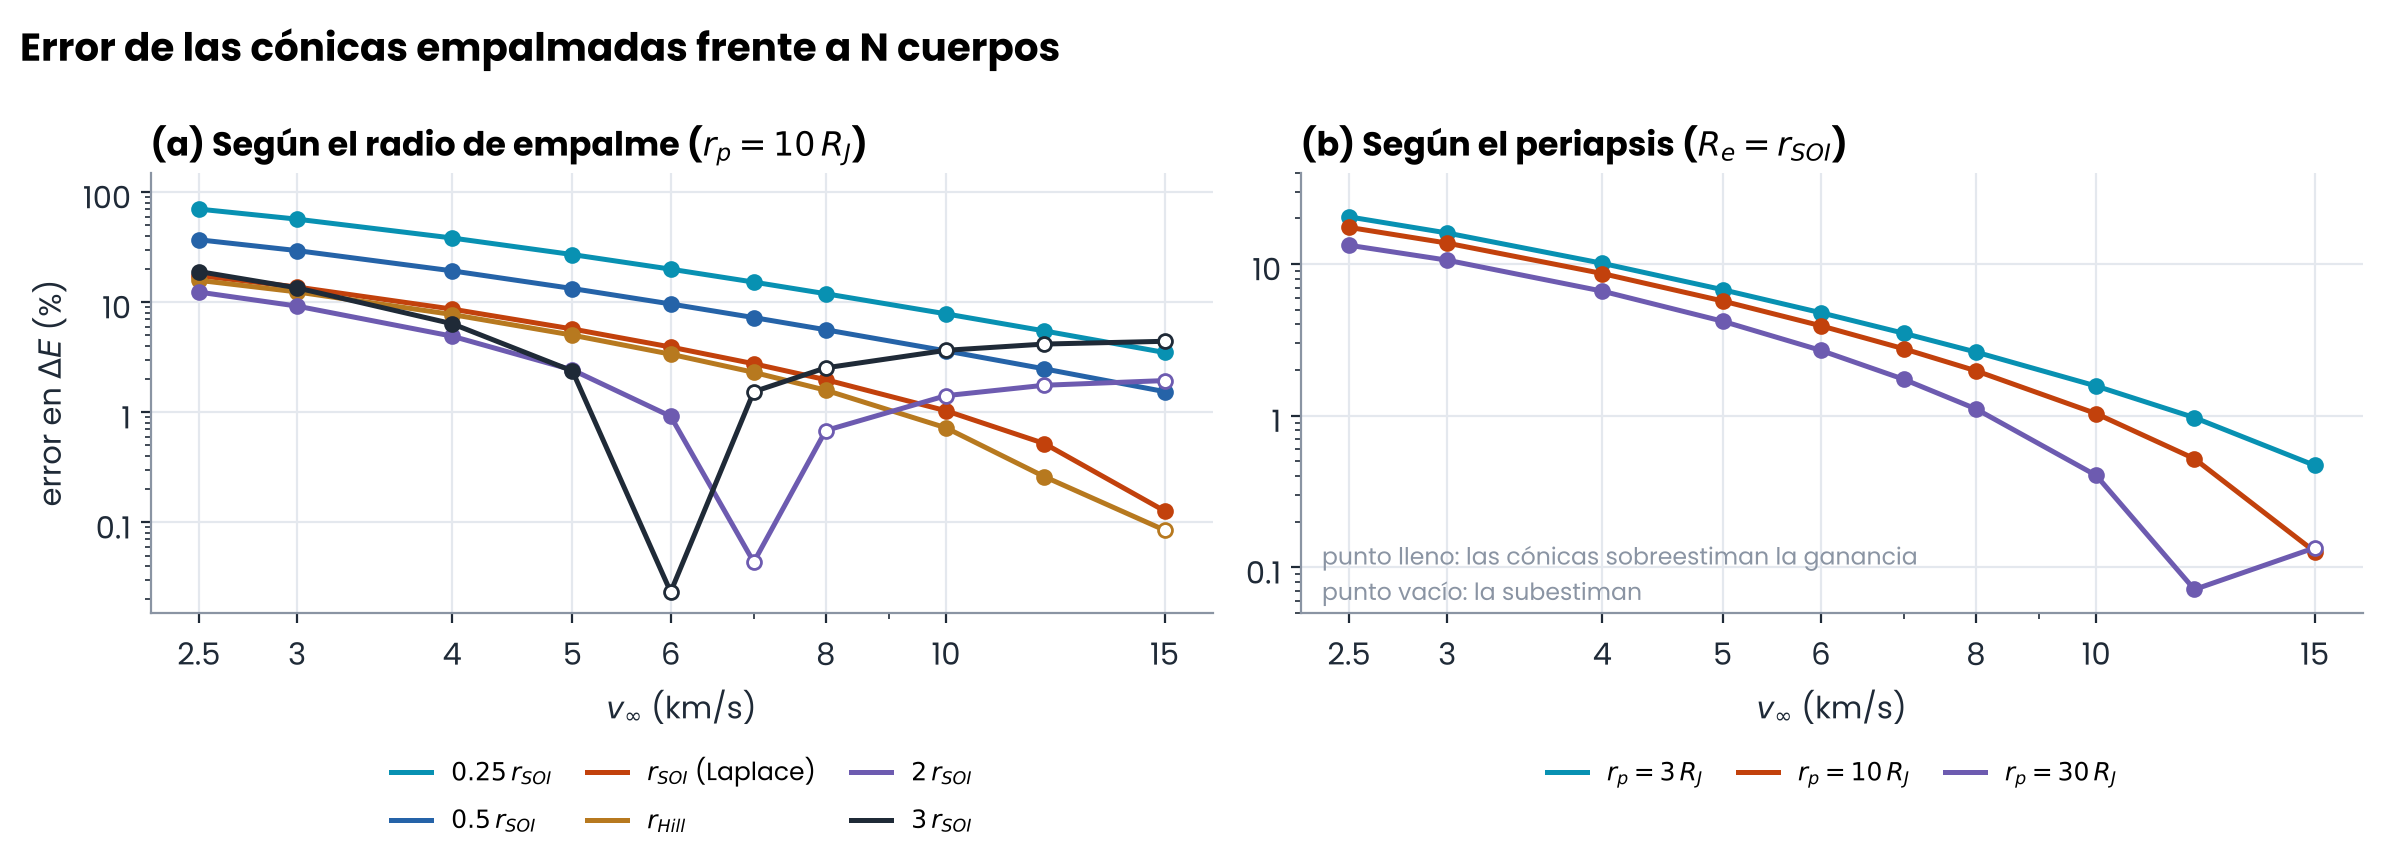 Error de las cónicas empalmadas frente a N cuerpos
(a) Según el radio de empalme (r_p = 10 R_J)
100
10
1
0.1
error en ΔE (%)
2.5 3 4 5 6 8 10 15
v_∞ (km/s)
0.25 r_SOI r_SOI (Laplace) 2 r_SOI
0.5 r_SOI r_Hill 3 r_SOI
(b) Según el periapsis (R_e = r_SOI)
10
1
0.1
punto lleno: las cónicas sobreestiman la ganancia
punto vacío: la subestiman
2.5 3 4 5 6 8 10 15
v_∞ (km/s)
r_p = 3 R_J r_p = 10 R_J r_p = 30 R_J